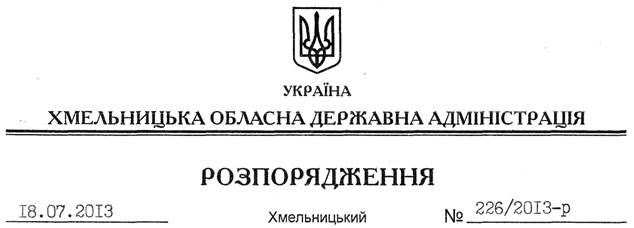 УКРАЇНА
ХМЕЛЬНИЦЬКА ОБЛАСНА ДЕРЖАВНА АДМІНІСТРАЦІЯ
РОЗПОРЯДЖЕННЯ
18.07.2013 Хмельницький № 226/2013-р